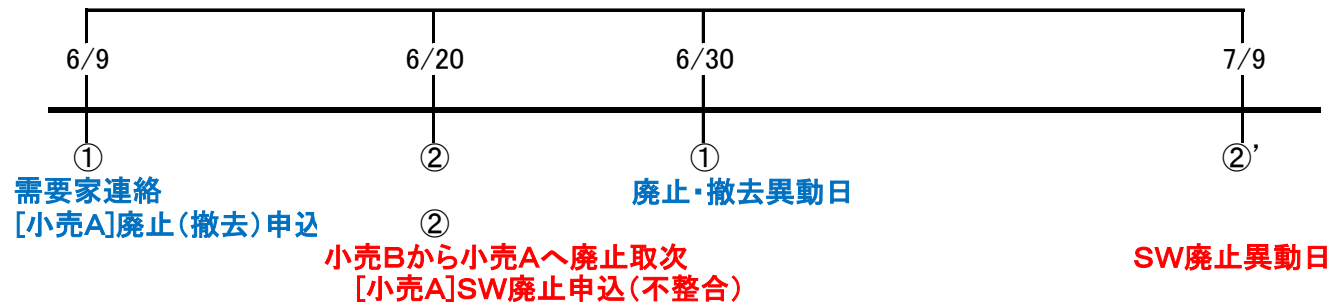 6/9 6/20 6/30 7/9
① ② ① ②’
需要家連絡 廃止・撤去異動日
[小売A]廃止(撤去)申込
②
小売Bから小売Aへ廃止取次 SW廃止異動日
[小売A]SW廃止申込(不整合)